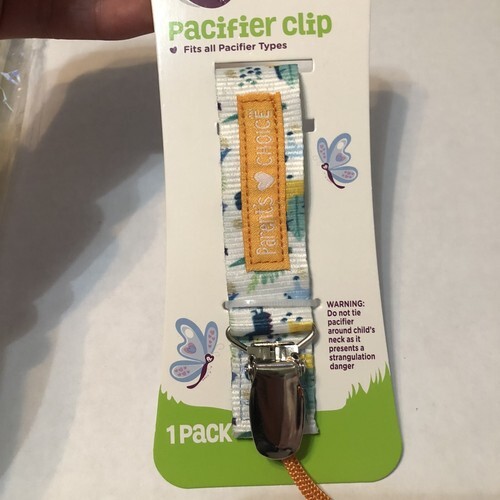 Pacifier Clip
Fits all Pacifier Types
Parent's CHOICE
WARNING:
Do not tie
pacifier
around child's
neck as it
presents a
strangulation
danger
1 PACK